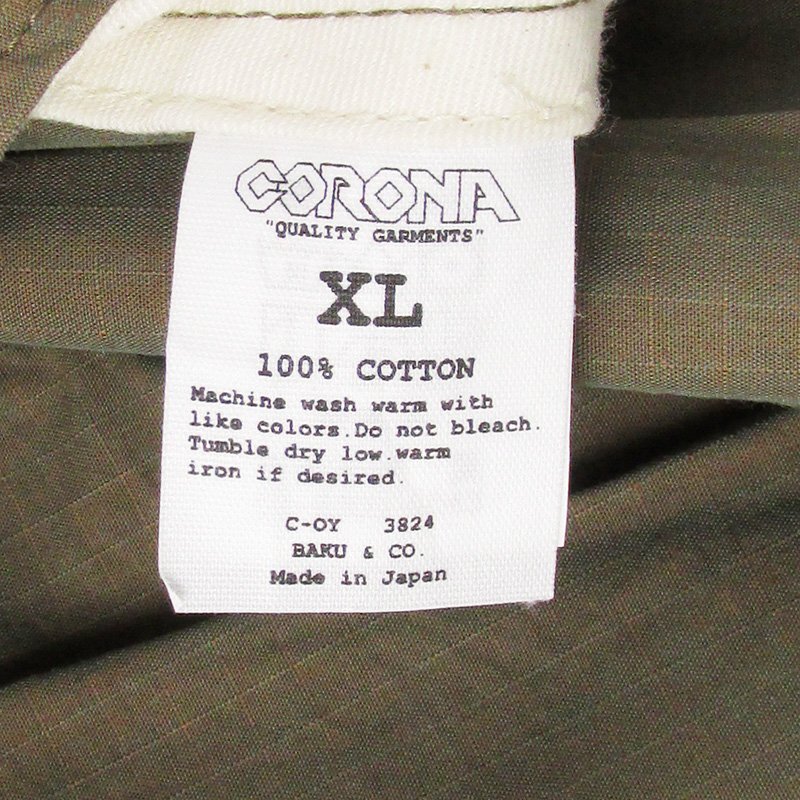 CORONA
"QUALITY GARMENTS"
XL
100% COTTON
Machine wash warm with
like colors.Do not bleach.
Tumble dry low.warm
iron if desired.
C-OY 3824
BAKU & CO.
Made in Japan